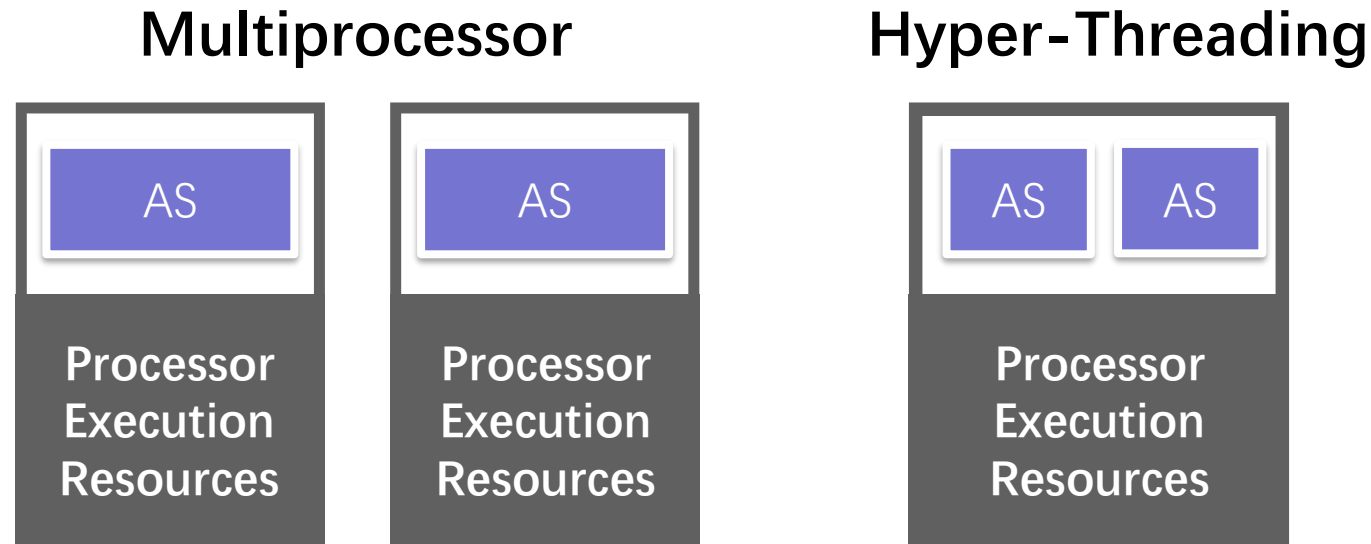 Multiprocessor
Hyper-Threading
AS
AS
AS
AS
Processor
Execution
Resources
Processor
Execution
Resources
Processor
Execution
Resources